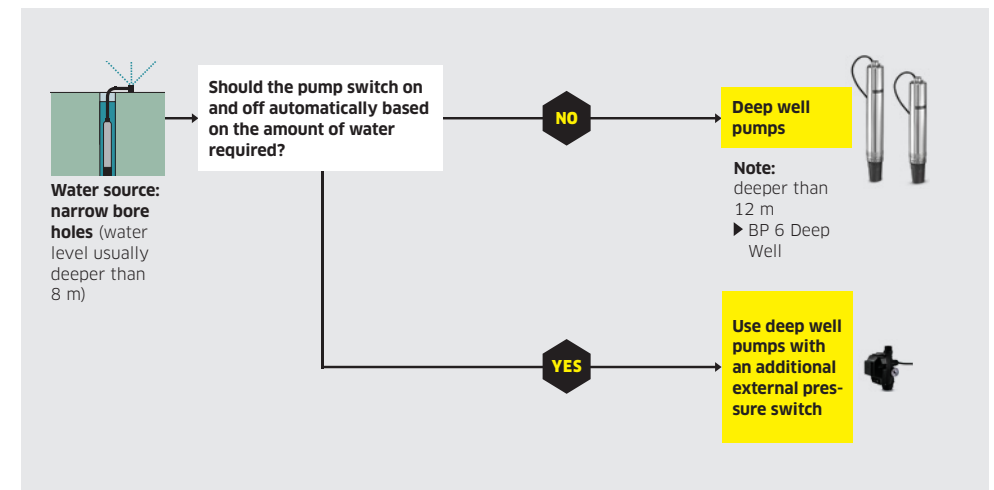 Should the pump switch on
and off automatically based
on the amount of water
required?
NO
Deep well
pumps
Water source:
narrow bore
holes (water
level usually
deeper than
8 m)
Note:
deeper than
12 m
▶ BP 6 Deep
Well
YES
Use deep well
pumps with
an additional
external pres-
sure switch